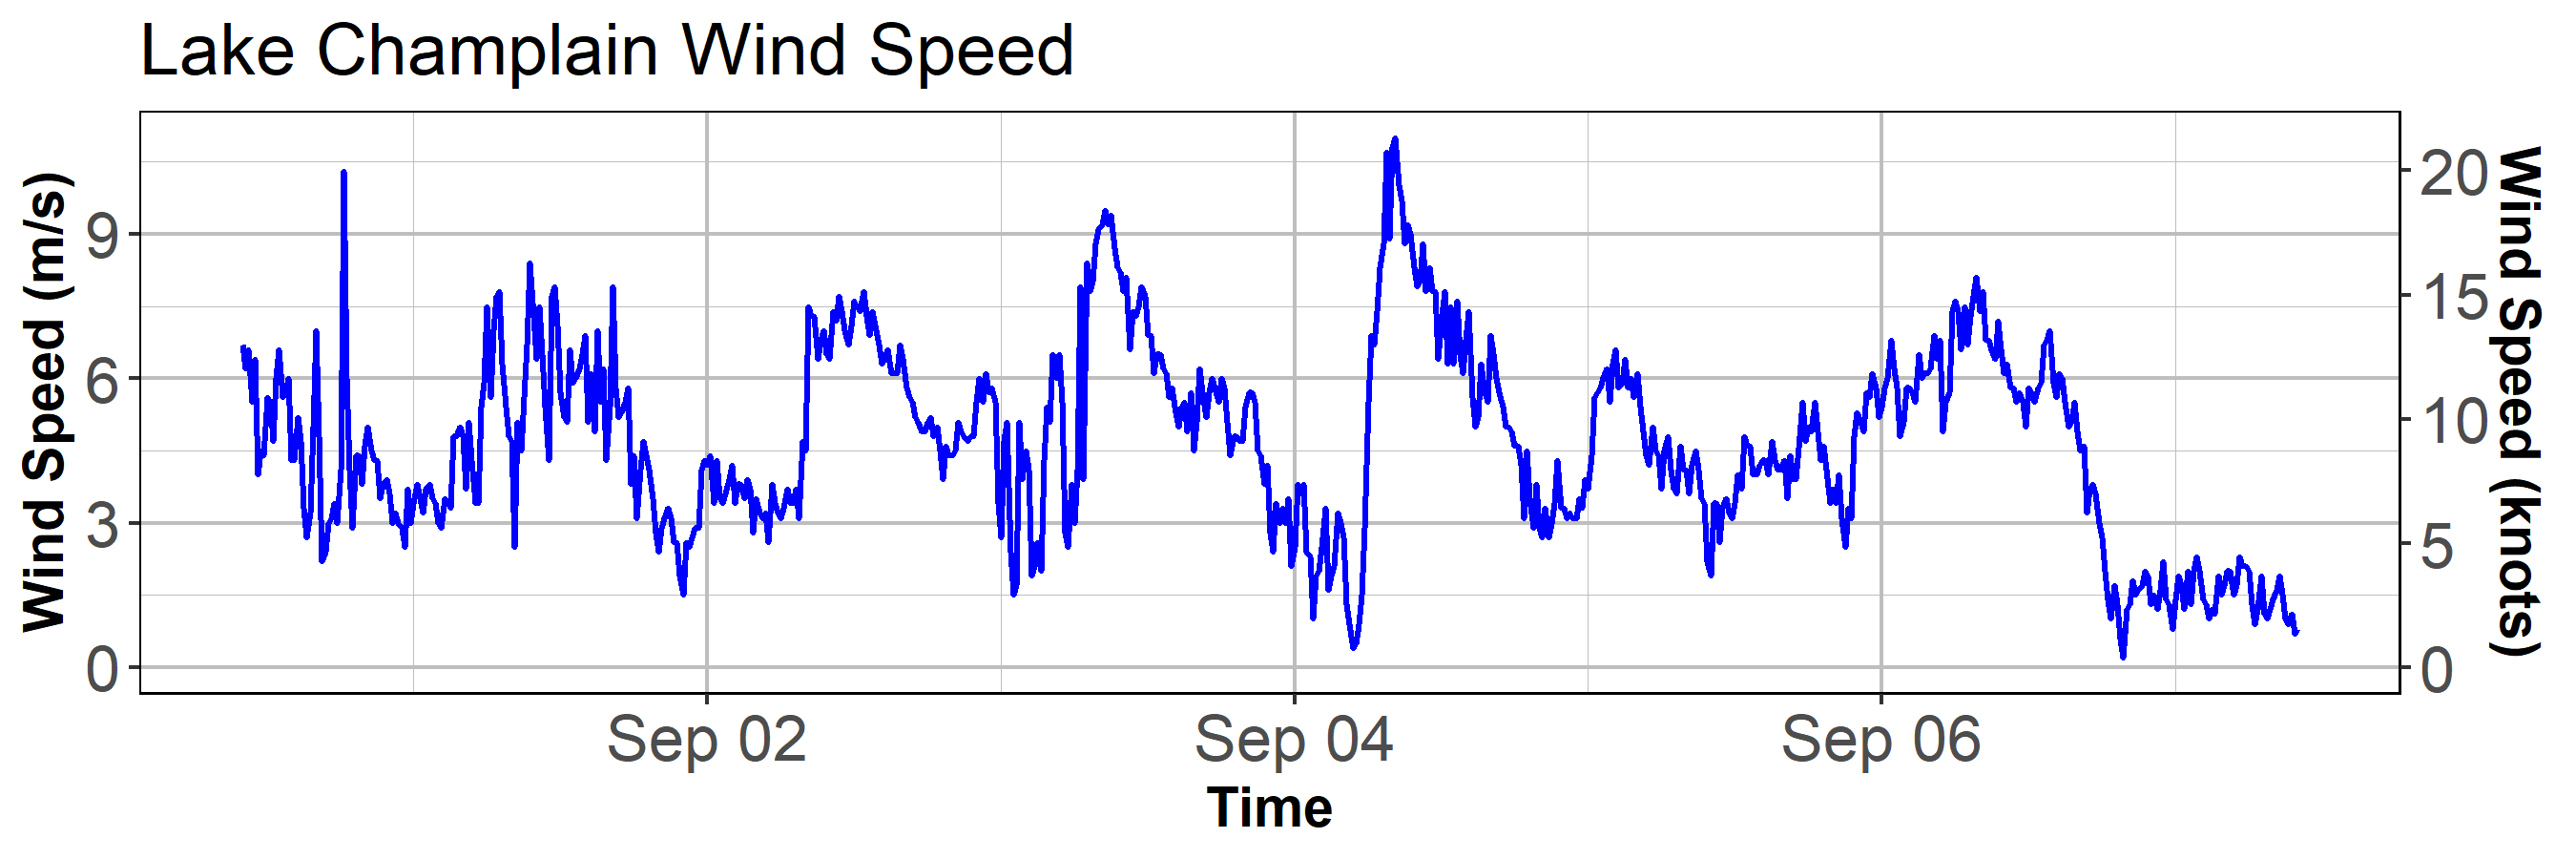 Lake Champlain Wind Speed
Wind Speed (m/s)
9
6
3
0
20
15
10
5
0
Wind Speed (knots)
Sep 02 Sep 04 Sep 06
Time